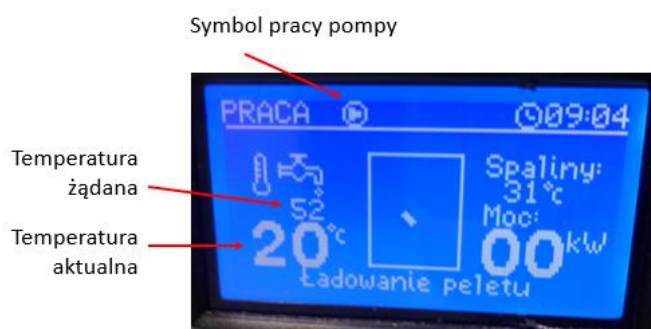 Symbol pracy pompy
PRACA 09:04
Temperatura
żądana
Temperatura
aktualna
52°
20°C
Spaliny:
31°C
Moc:
00kW
Ładowanie peletu